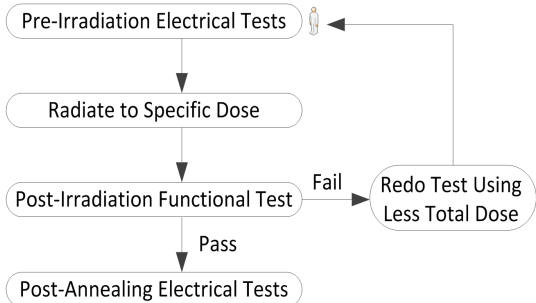 Pre-Irradiation Electrical Tests
Radiate to Specific Dose
Post-Irradiation Functional Test
Fail
Redo Test Using
Less Total Dose
Pass
Post-Annealing Electrical Tests